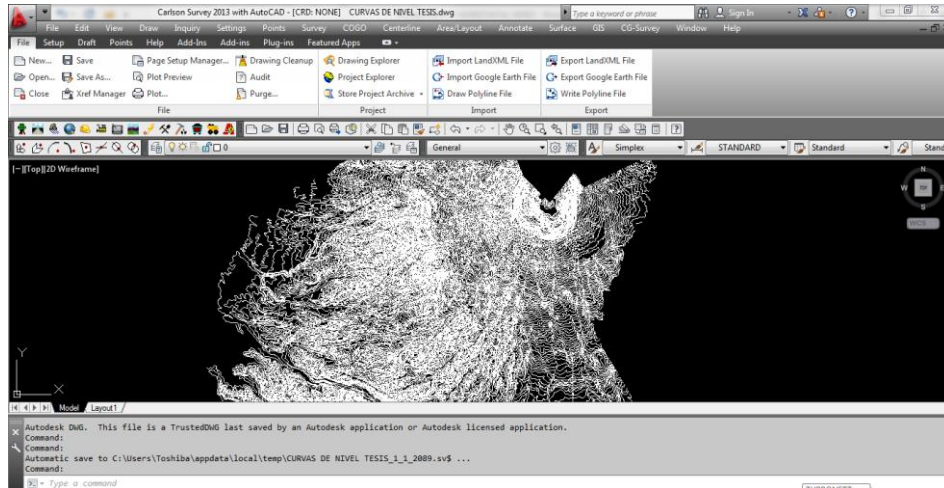 Carlson Survey 2013 with AutoCAD - [CRD: NONE] CURVAS DE NIVEL TESIS.dwg Type a keyword or phrase Sign In
File Edit View Draw Inquiry Settings Points Survey COGO Centerline Area/Layout Annotate Surface GIS CG-Survey Window Help
File Setup Draft Points Help Add-Ins Add-ins Plug-ins Featured Apps
New... Save Page Setup Manager... Drawing Cleanup Drawing Explorer Import LandXML File Export LandXML File
Open... Save As... Plot Preview Audit Project Explorer Import Google Earth File Export Google Earth File
Close Xref Manager Plot... Purge... Store Project Archive Draw Polyline File Write Polyline File
File Project Import Export
0 General Simplex STANDARD Standard Stand
[-][Top][2D Wireframe]
N
W TOP E
S
WCS
Y
X
Model Layout1
Autodesk DWG. This file is a TrustedDWG last saved by an Autodesk application or Autodesk licensed application.
Command:
Command:
Automatic save to C:\Users\Toshiba\appdata\local\temp\CURVAS DE NIVEL TESIS_1_1_2089.sv$ ...
Command:
Type a command